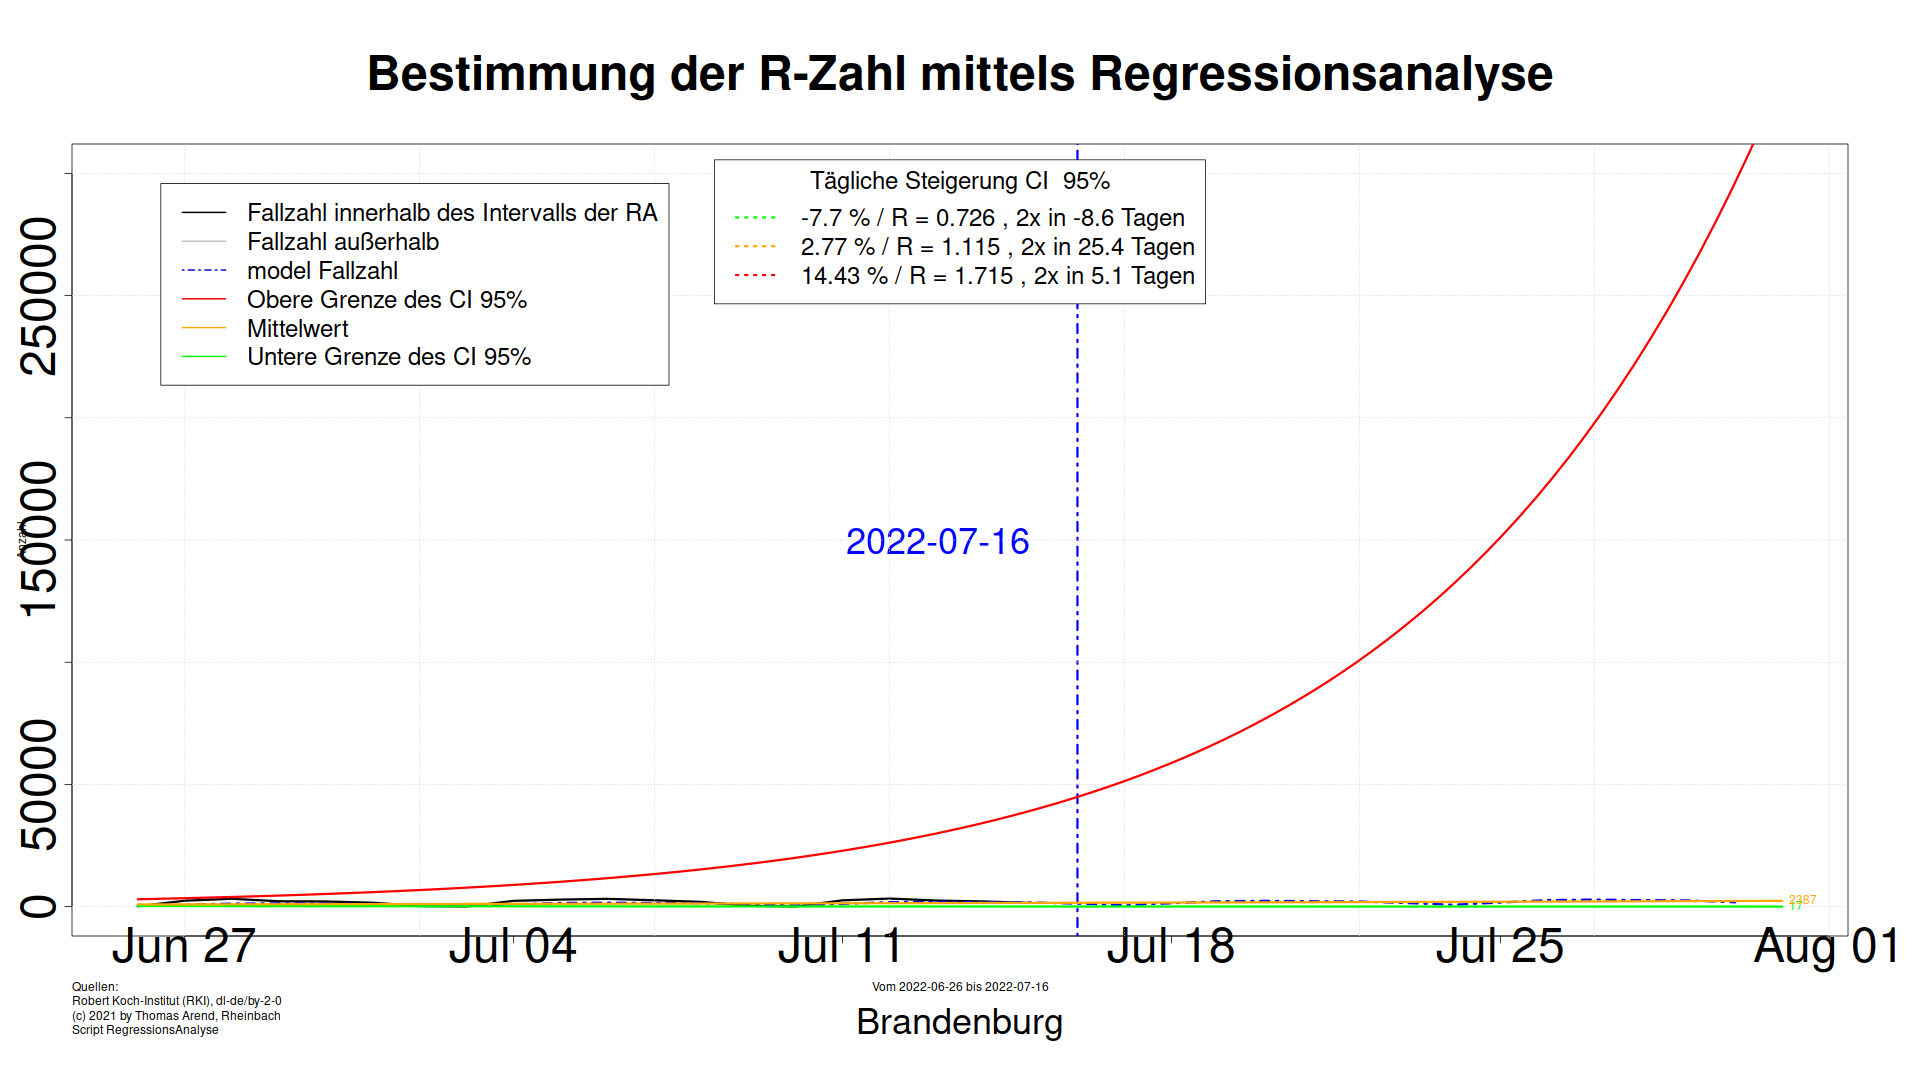 Bestimmung der R-Zahl mittels Regressionsanalyse
Fallzahl innerhalb des Intervalls der RA
Fallzahl außerhalb
model Fallzahl
Obere Grenze des CI 95%
Mittelwert
Untere Grenze des CI 95%
Tägliche Steigerung CI 95%
-7.7 % / R = 0.726 , 2x in -8.6 Tagen
2.77 % / R = 1.115 , 2x in 25.4 Tagen
14.43 % / R = 1.715 , 2x in 5.1 Tagen
250000
150000
50000
0
Anzahl
2022-07-16
2387
17
Jun 27
Jul 04
Jul 11
Jul 18
Jul 25
Aug 01
Quellen:
Robert Koch-Institut (RKI), dl-de/by-2-0
(c) 2021 by Thomas Arend, Rheinbach
Script RegressionsAnalyse
Vom 2022-06-26 bis 2022-07-16
Brandenburg